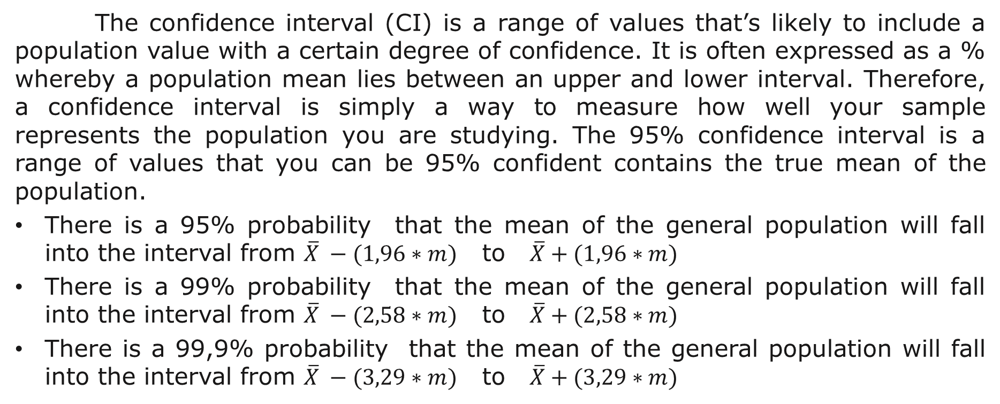 The confidence interval (CI) is a range of values that’s likely to include a
population value with a certain degree of confidence. It is often expressed as a %
whereby a population mean lies between an upper and lower interval. Therefore,
a confidence interval is simply a way to measure how well your sample
represents the population you are studying. The 95% confidence interval is a
range of values that you can be 95% confident contains the true mean of the
population.
• There is a 95% probability that the mean of the general population will fall
into the interval from X̅ − (1,96 ∗ m) to X̅ + (1,96 ∗ m)
• There is a 99% probability that the mean of the general population will fall
into the interval from X̅ − (2,58 ∗ m) to X̅ + (2,58 ∗ m)
• There is a 99,9% probability that the mean of the general population will fall
into the interval from X̅ − (3,29 ∗ m) to X̅ + (3,29 ∗ m)